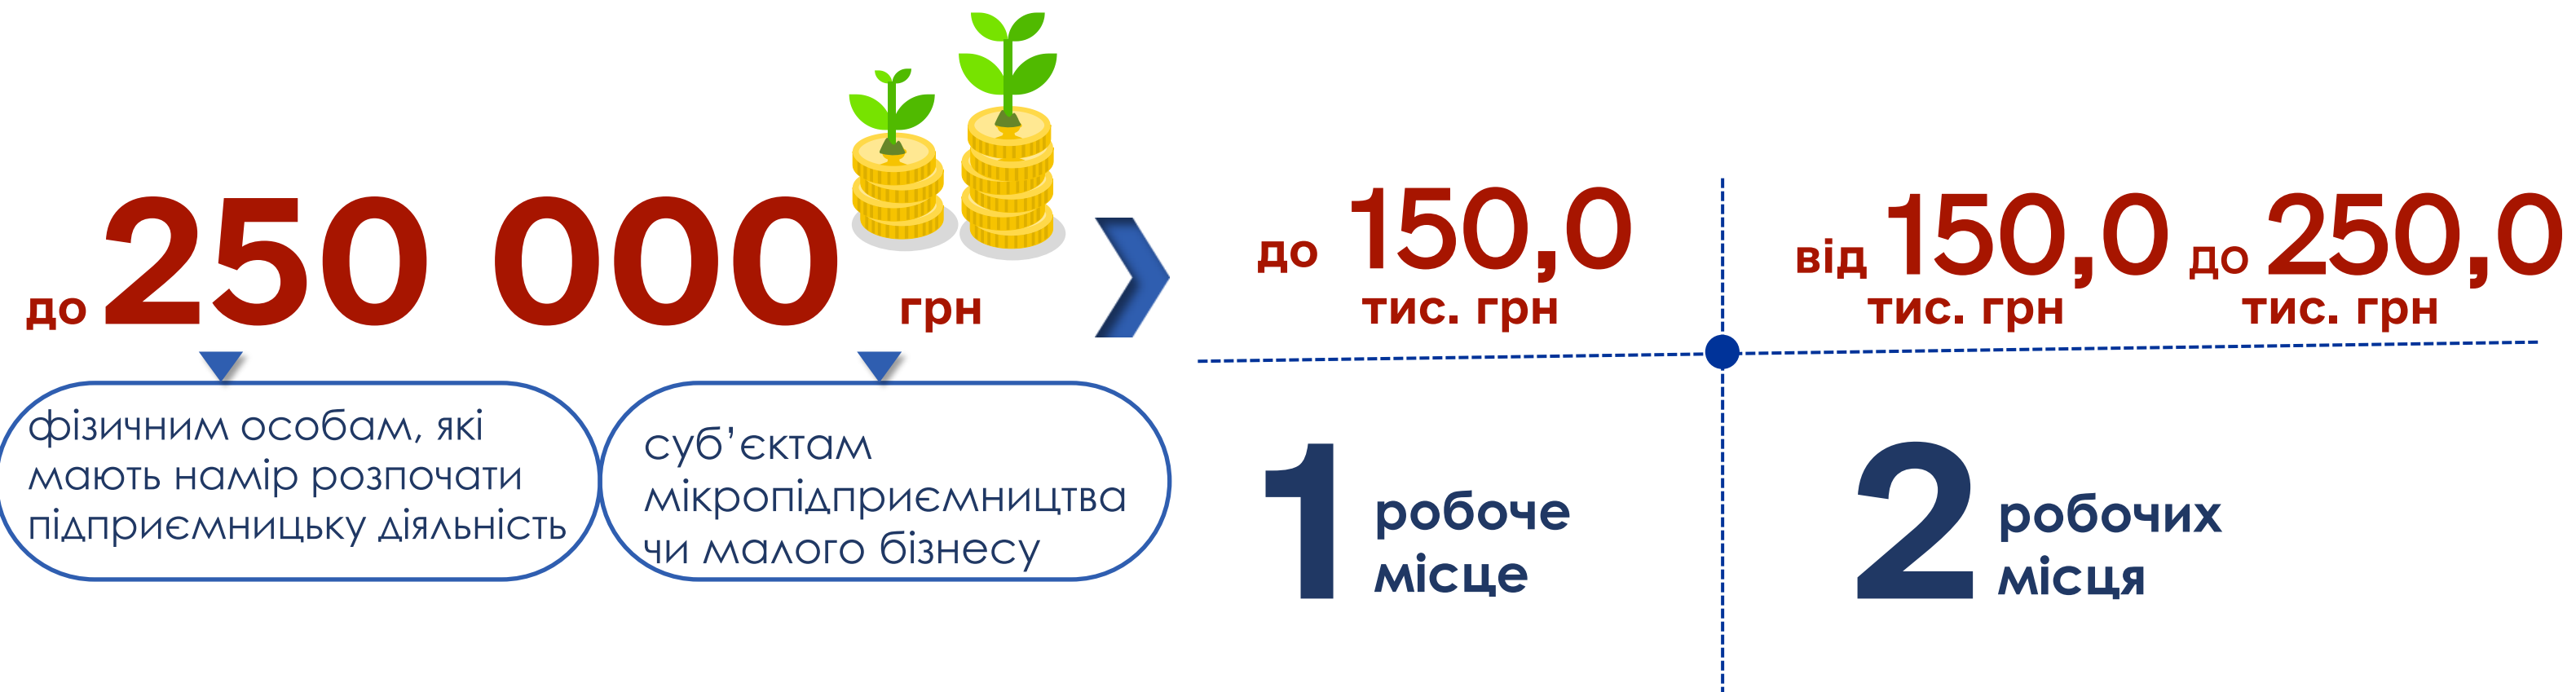 до 250 000 грн
фізичним особам, які
мають намір розпочати
підприємницьку діяльність
суб’єктам
мікропідприємництва
чи малого бізнесу
до 150,0
тис. грн
від 150,0 до 250,0
тис. грн тис. грн
1 робоче
місце
2 робочих
місця